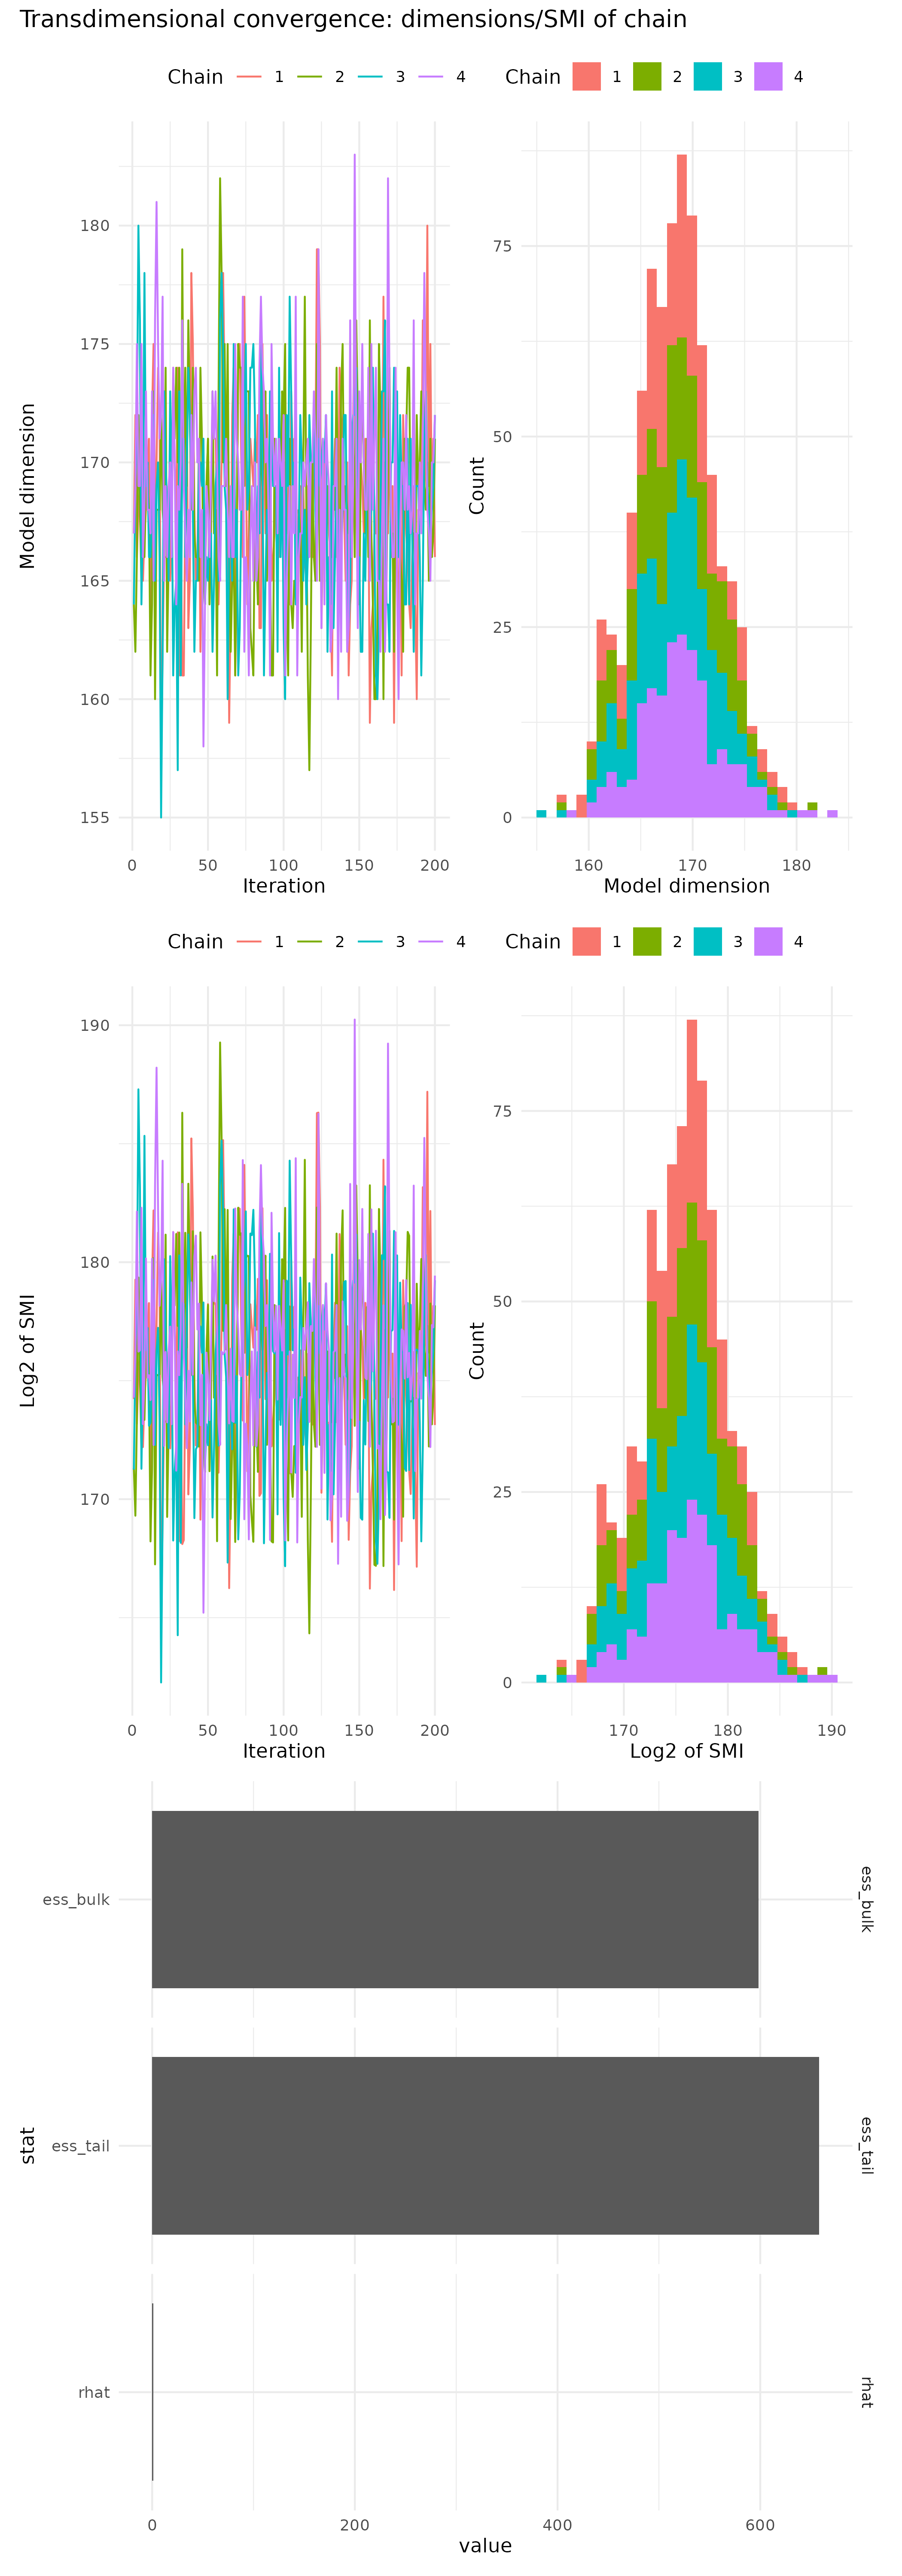 Transdimensional convergence: dimensions/SMI of chain
Chain 1 2 3 4
Chain 1 2 3 4
Model dimension
180
175
170
165
160
155
0 50 100 150 200
Iteration
Count
75
50
25
0
160 170 180
Model dimension
Chain 1 2 3 4
Chain 1 2 3 4
Log2 of SMI
190
180
170
0 50 100 150 200
Iteration
Count
75
50
25
0
170 180 190
Log2 of SMI
stat
ess_bulk
ess_bulk
ess_tail
ess_tail
rhat
rhat
0 200 400 600
value